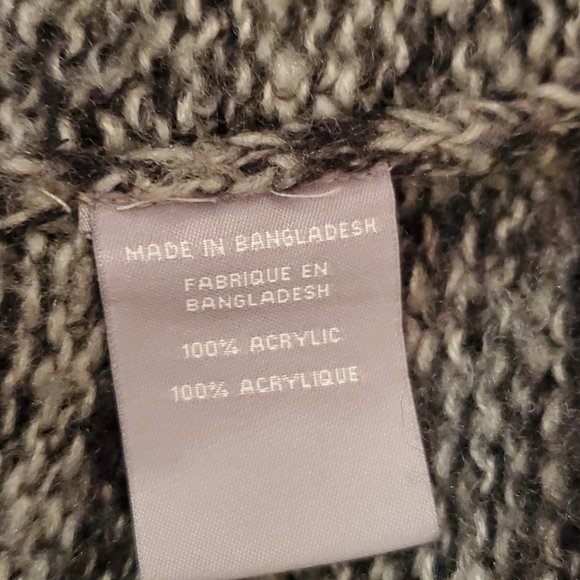 MADE IN BANGLADESH
FABRIQUE EN
BANGLADESH
100% ACRYLIC
100% ACRYLIQUE